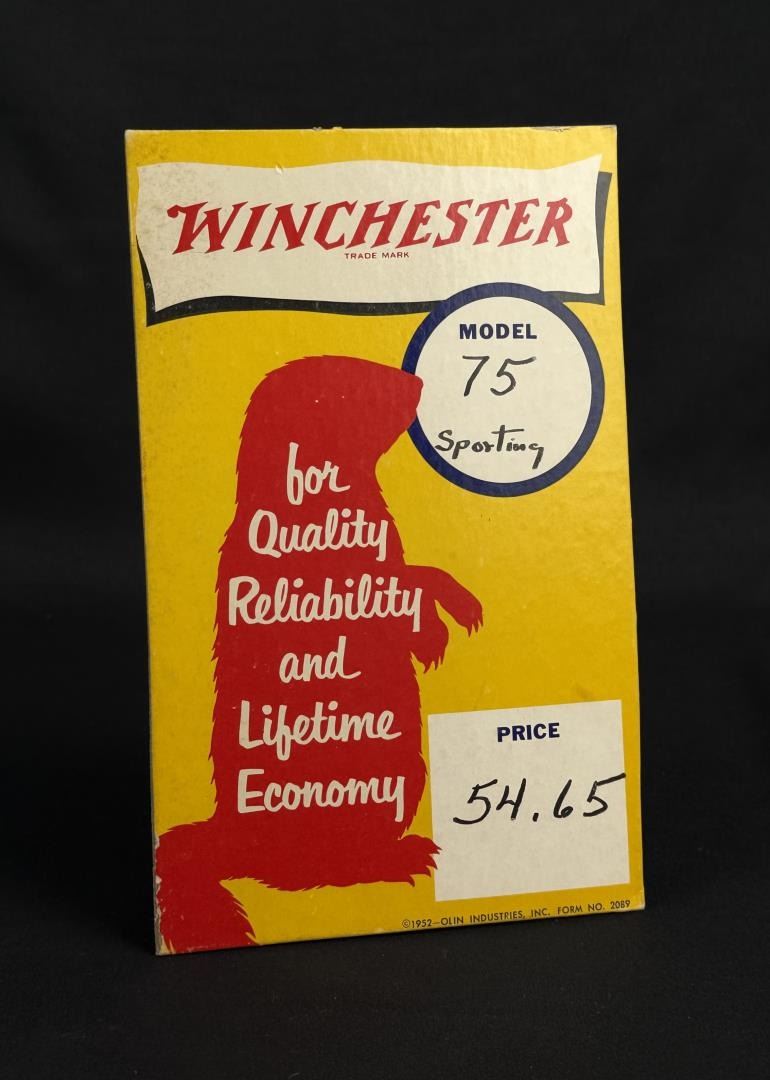 WINCHESTER
TRADE MARK
MODEL
75
Sporting
for
Quality
Reliability
and
Lifetime
Economy
PRICE
54.65
©1952—OLIN INDUSTRIES, INC. FORM NO. 2089